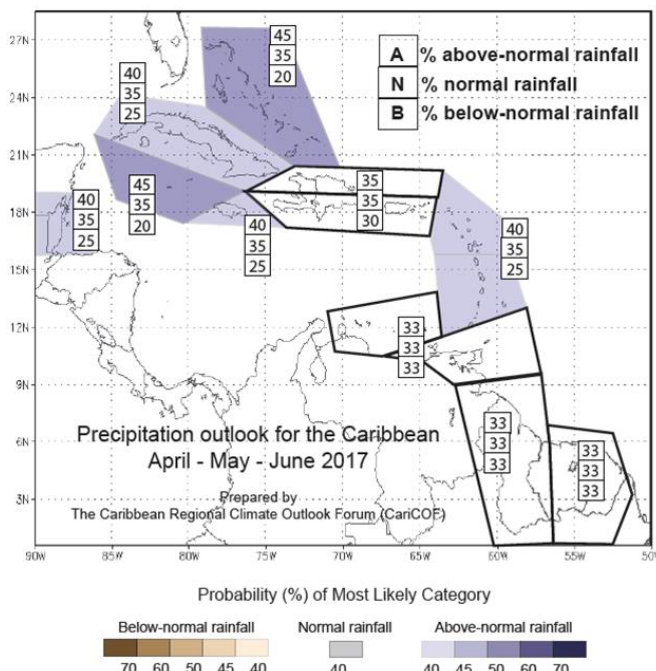 27N
24N
21N
18N
15N
12N
9N
6N
3N
A % above-normal rainfall
N % normal rainfall
B % below-normal rainfall
45
35
20
40
35
25
45
35
20
40
35
25
40
35
25
35
35
30
40
35
25
33
33
33
33
33
33
33
33
33
Precipitation outlook for the Caribbean
April - May - June 2017
Prepared by
The Caribbean Regional Climate Outlook Forum (CariCOF)
90W 85W 80W 75W 70W 65W 60W 55W 50W
Probability (%) of Most Likely Category
Below-normal rainfall Normal rainfall Above-normal rainfall
70 60 50 45 40 40 40 45 50 60 70